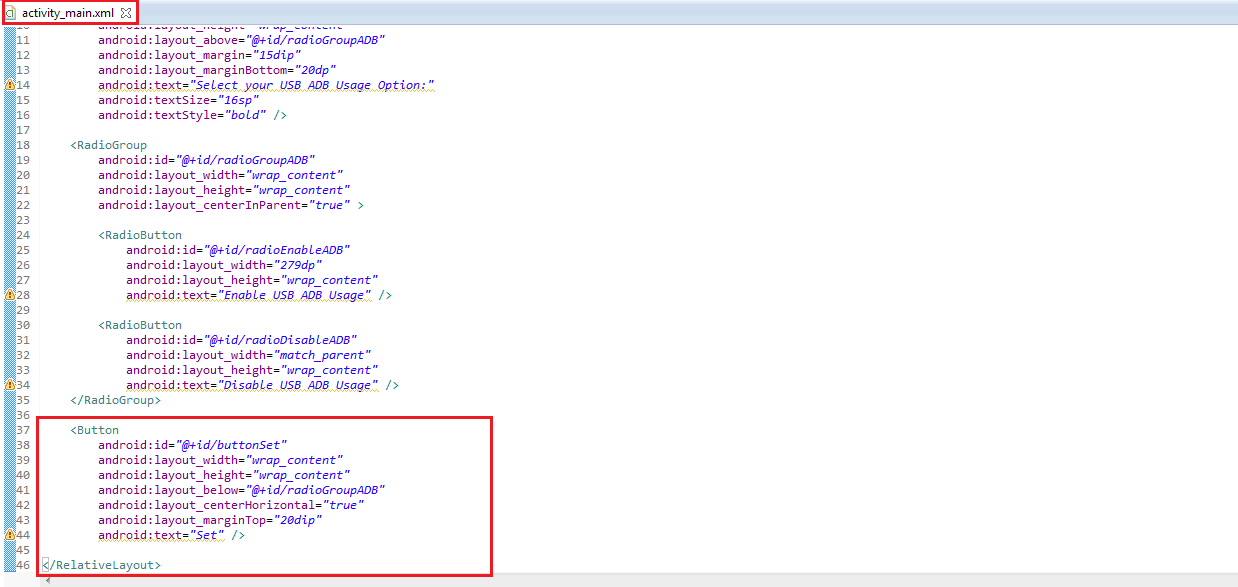 activity_main.xml
10 android:layout_height="wrap_content"
11 android:layout_above="@+id/radioGroupADB"
12 android:layout_margin="15dip"
13 android:layout_marginBottom="20dp"
14 android:text="Select your USB ADB Usage Option:"
15 android:textSize="16sp"
16 android:textStyle="bold" />
17
18 <RadioGroup
19 android:id="@+id/radioGroupADB"
20 android:layout_width="wrap_content"
21 android:layout_height="wrap_content"
22 android:layout_centerInParent="true" >
23
24 <RadioButton
25 android:id="@+id/radioEnableADB"
26 android:layout_width="279dp"
27 android:layout_height="wrap_content"
28 android:text="Enable USB ADB Usage" />
29
30 <RadioButton
31 android:id="@+id/radioDisableADB"
32 android:layout_width="match_parent"
33 android:layout_height="wrap_content"
34 android:text="Disable USB ADB Usage" />
35 </RadioGroup>
36
37 <Button
38 android:id="@+id/buttonSet"
39 android:layout_width="wrap_content"
40 android:layout_height="wrap_content"
41 android:layout_below="@+id/radioGroupADB"
42 android:layout_centerHorizontal="true"
43 android:layout_marginTop="20dip"
44 android:text="Set" />
45
46 </RelativeLayout>